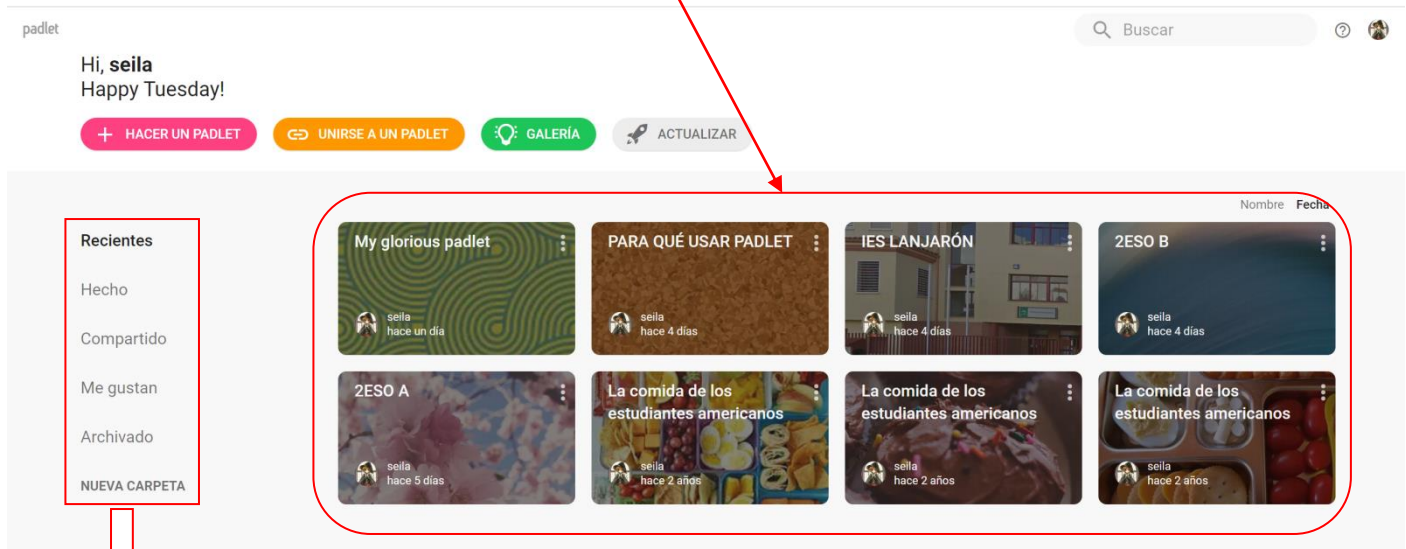 padlet
Buscar
Hi, seila
Happy Tuesday!
HACER UN PADLET
UNIRSE A UN PADLET
GALERÍA
ACTUALIZAR
Nombre Fecha
Recientes
Hecho
Compartido
Me gustan
Archivado
NUEVA CARPETA
My glorious padlet
seila
hace un día
PARA QUÉ USAR PADLET
seila
hace 4 días
IES LANJARÓN
seila
hace 4 días
2ESO B
seila
hace 4 días
2ESO A
seila
hace 5 días
La comida de los
estudiantes americanos
seila
hace 2 años
La comida de los
estudiantes americanos
seila
hace 2 años
La comida de los
estudiantes americanos
seila
hace 2 años